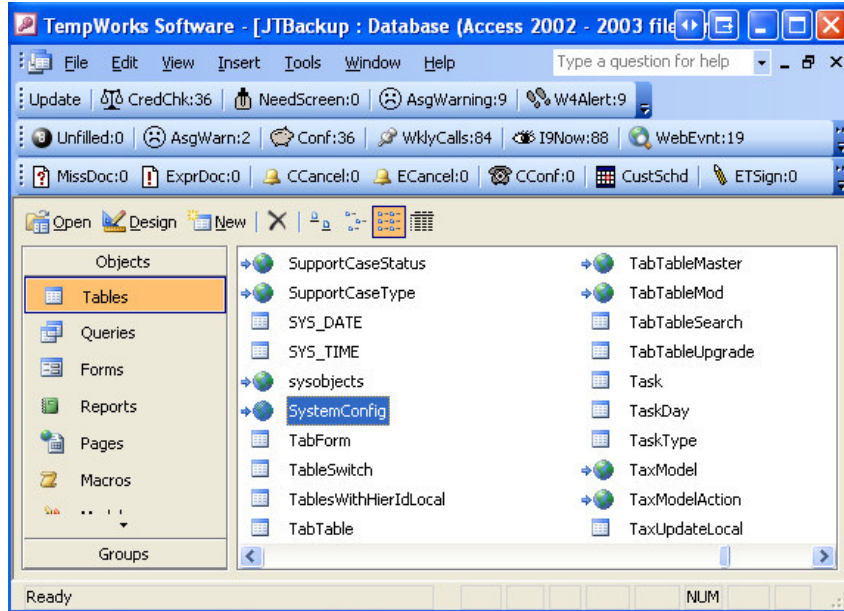 TempWorks Software - [JTBackup : Database (Access 2002 - 2003 file
File Edit View Insert Tools Window Help Type a question for help
Update CredChk:36 NeedScreen:0 AsgWarning:9 W4Alert:9
Unfilled:0 AsgWarn:2 Conf:36 WklyCalls:84 I9Now:88 WebEvnt:19
MissDoc:0 ExprDoc:0 CCancel:0 ECancel:0 CConf:0 CustSchd ETSign:0
Open Design New
Objects
Tables
Queries
Forms
Reports
Pages
Macros
Groups
SupportCaseStatus
SupportCaseType
SYS_DATE
SYS_TIME
sysobjects
SystemConfig
TabForm
TableSwitch
TablesWithHierIdLocal
TabTable
TabTableMaster
TabTableMod
TabTableSearch
TabTableUpgrade
Task
TaskDay
TaskType
TaxModel
TaxModelAction
TaxUpdateLocal
Ready NUM